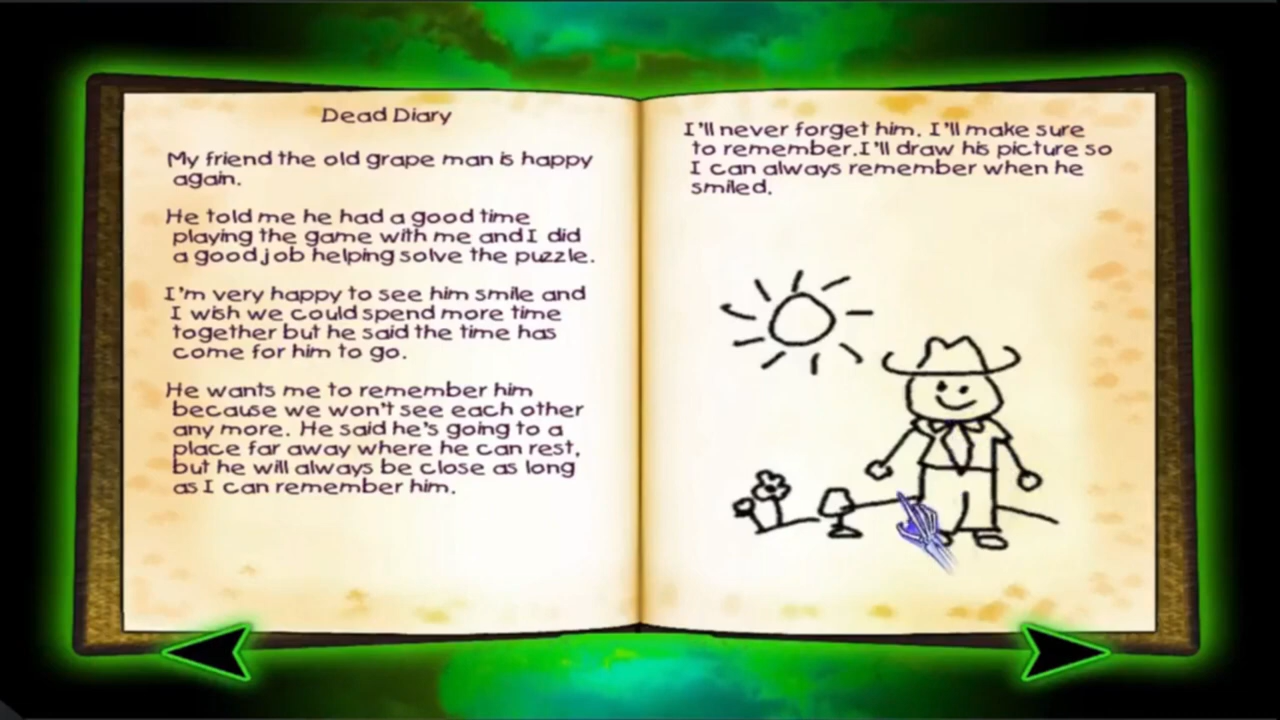 Dead Diary
My friend the old grape man is happy
again.
He told me he had a good time
playing the game with me and I did
a good job helping solve the puzzle.
I'm very happy to see him smile and
I wish we could spend more time
together but he said the time has
come for him to go.
He wants me to remember him
because we won't see each other
any more. He said he's going to a
place far away where he can rest,
but he will always be close as long
as I can remember him.
I'll never forget him. I'll make sure
to remember.I'll draw his picture so
I can always remember when he
smiled.